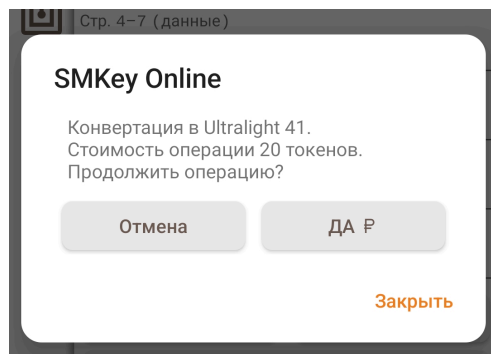 Стр. 4–7 (данные)
SMKey Online
Конвертация в Ultralight 41.
Стоимость операции 20 токенов.
Продолжить операцию?
Отмена
ДА ₽
Закрыть